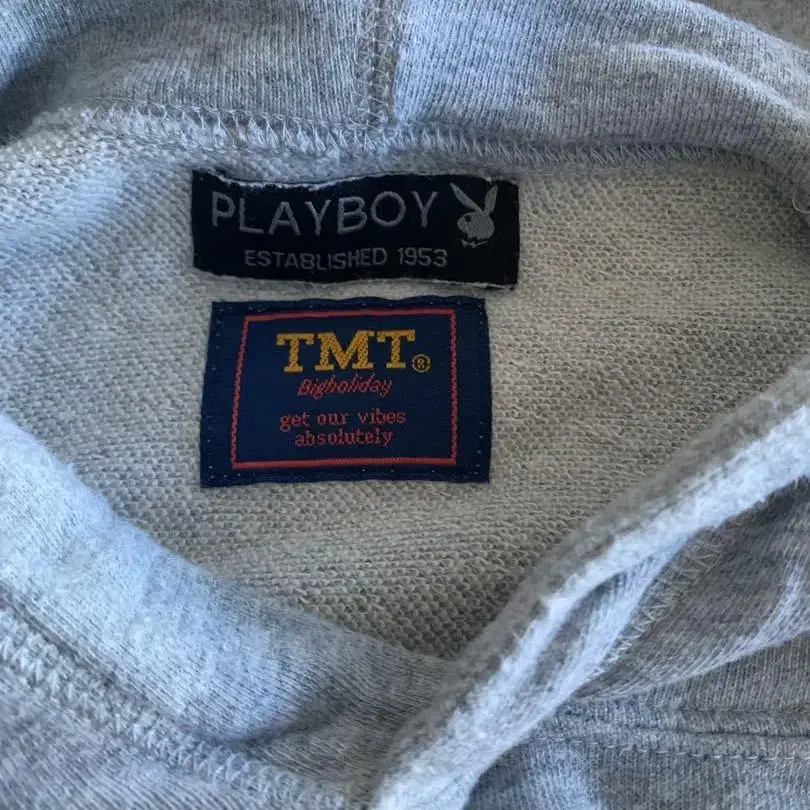 PLAYBOY
ESTABLISHED 1953
TMT®
Bigholiday
get our vibes
absolutely